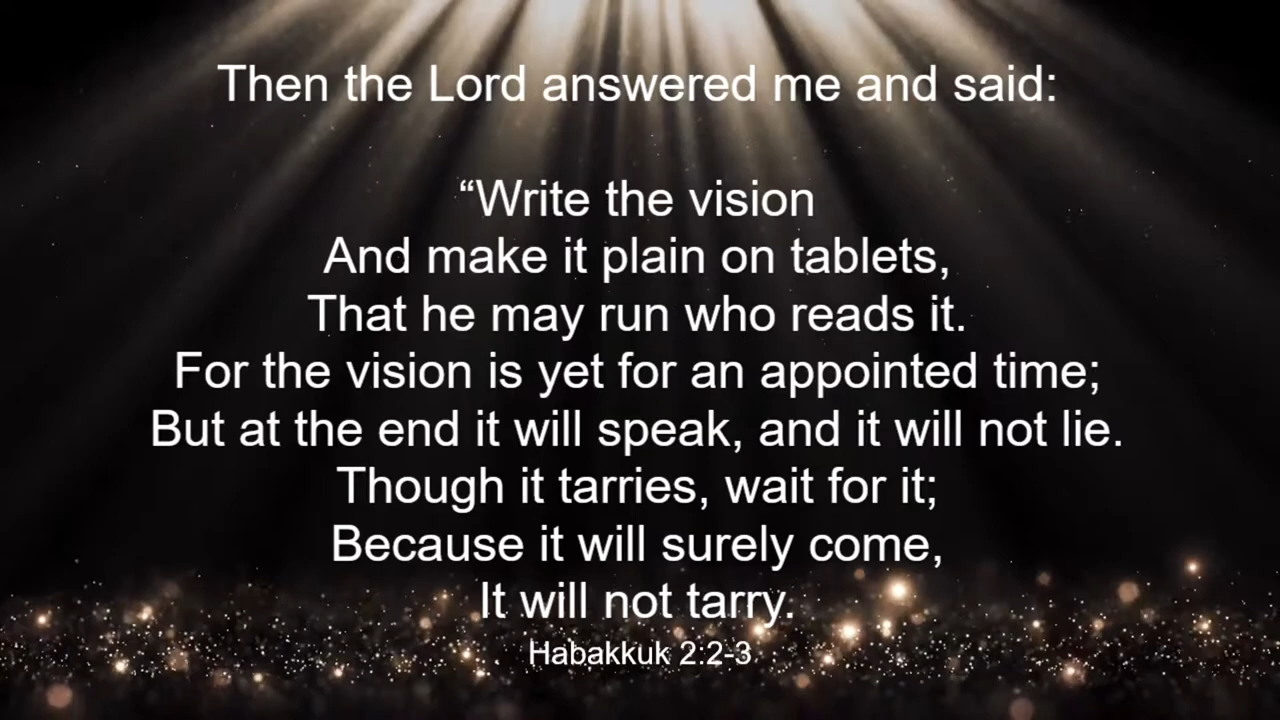 Then the Lord answered me and said:
“Write the vision
And make it plain on tablets,
That he may run who reads it.
For the vision is yet for an appointed time;
But at the end it will speak, and it will not lie.
Though it tarries, wait for it;
Because it will surely come,
It will not tarry.
Habakkuk 2:2-3